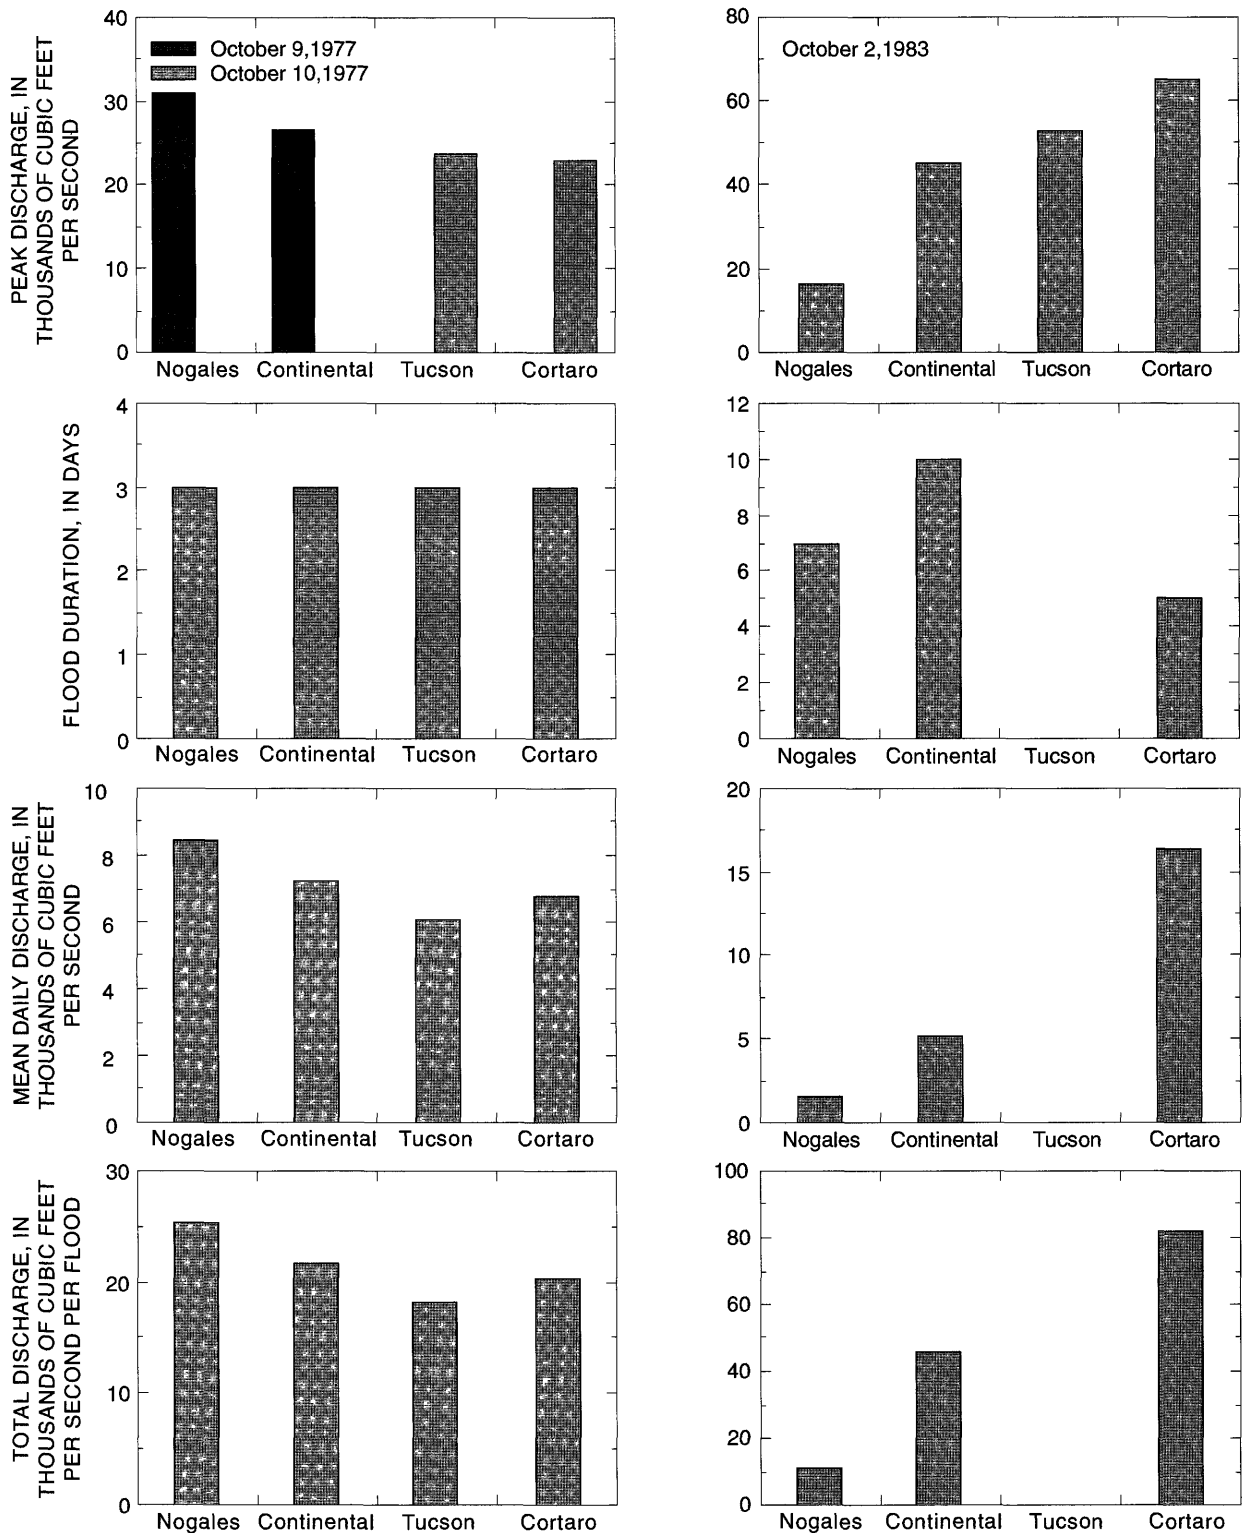 PEAK DISCHARGE, IN
THOUSANDS OF CUBIC FEET
PER SECOND
40
30
20
10
0
October 9,1977
October 10,1977
Nogales Continental Tucson Cortaro
80
60
40
20
0
October 2,1983
Nogales Continental Tucson Cortaro
FLOOD DURATION, IN DAYS
4
3
2
1
0
Nogales Continental Tucson Cortaro
12
10
8
6
4
2
0
Nogales Continental Tucson Cortaro
MEAN DAILY DISCHARGE, IN
THOUSANDS OF CUBIC FEET
PER SECOND
10
8
6
4
2
0
Nogales Continental Tucson Cortaro
20
15
10
5
0
Nogales Continental Tucson Cortaro
TOTAL DISCHARGE, IN
THOUSANDS OF CUBIC FEET
PER SECOND PER FLOOD
30
20
10
0
Nogales Continental Tucson Cortaro
100
80
60
40
20
0
Nogales Continental Tucson Cortaro